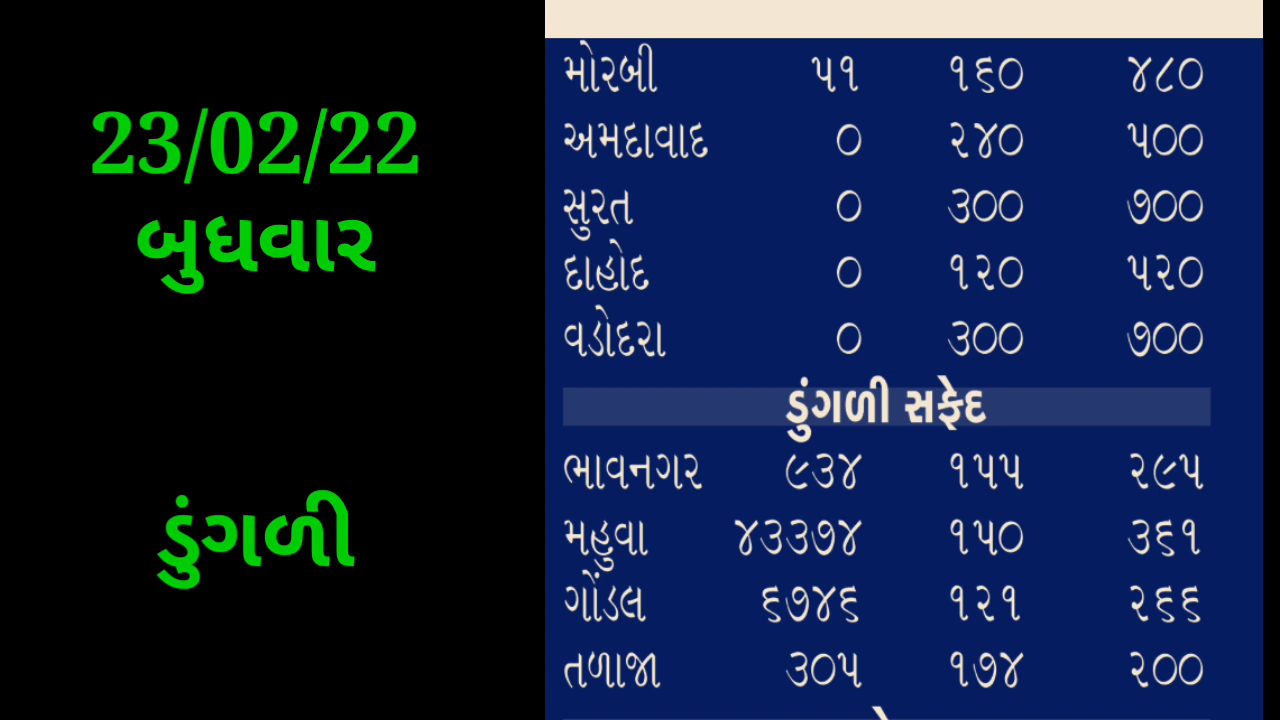 23/02/22
બુધવાર
ડુંગળી
મોરબી ૫૧ ૧૬૦ ૪૮૦
અમદાવાદ ૦ ૨૪૦ ૫૦૦
સુરત ૦ ૩૦૦ ૭૦૦
દાહોદ ૦ ૧૨૦ ૫૨૦
વડોદરા ૦ ૩૦૦ ૭૦૦
ડુંગળી સફેદ
ભાવનગર ૯૩૪ ૧૫૫ ૨૯૫
મહુવા ૪૩૩૭૪ ૧૫૦ ૩૬૧
ગોંડલ ૬૭૪૬ ૧૨૧ ૨૬૬
તળાજા ૩૦૫ ૧૭૪ ૨૦૦